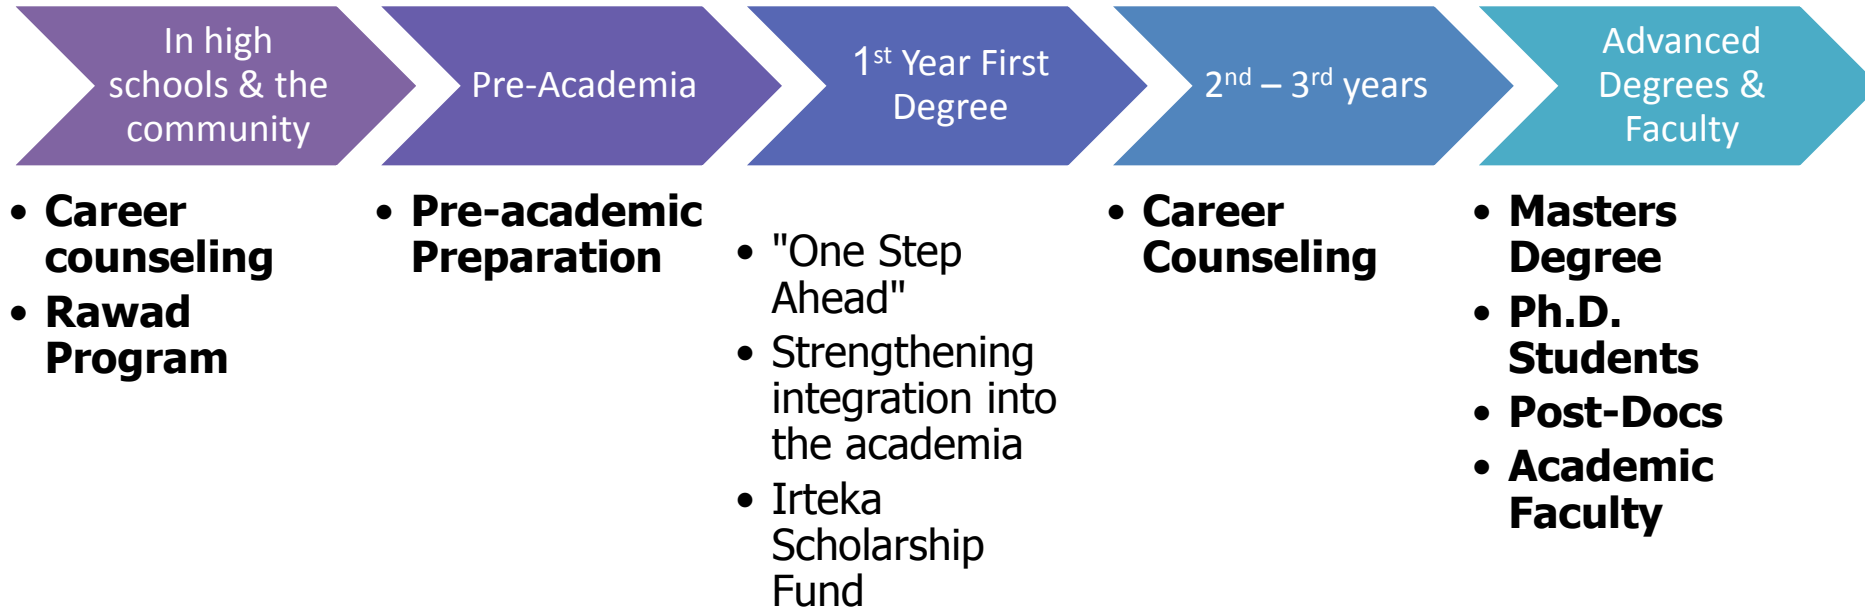 In high
schools & the
community
Pre-Academia
1st Year First
Degree
2nd – 3rd years
Advanced
Degrees &
Faculty
• Career
counseling
• Rawad
Program
• Pre-academic
Preparation
• "One Step
Ahead"
• Strengthening
integration into
the academia
• Irteka
Scholarship
Fund
• Career
Counseling
• Masters
Degree
• Ph.D.
Students
• Post-Docs
• Academic
Faculty